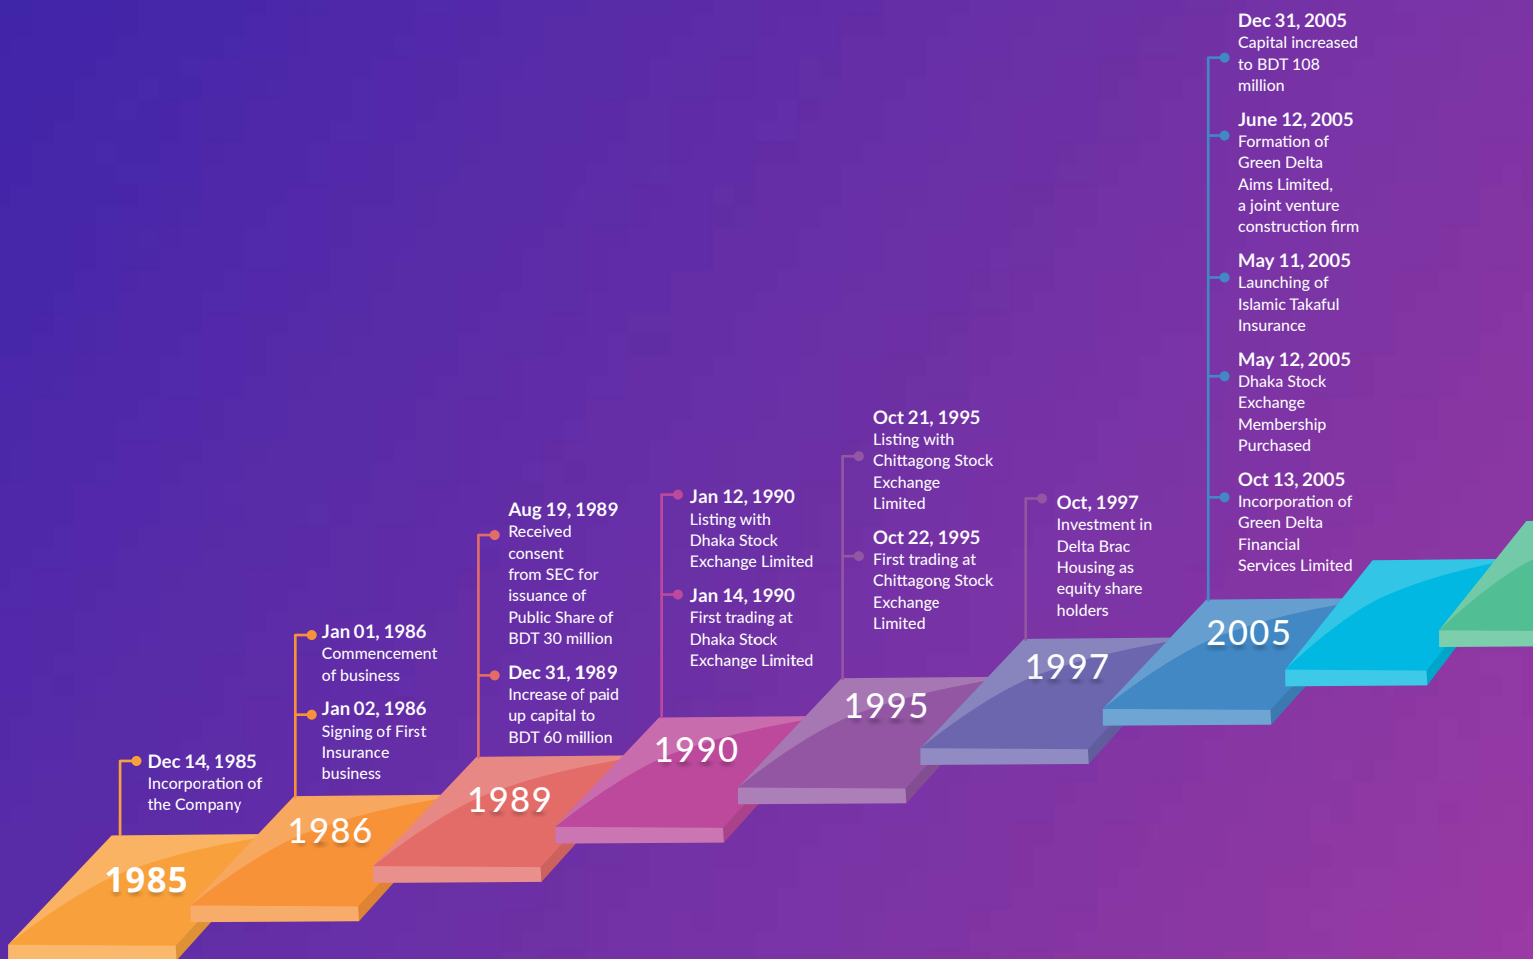 Dec 14, 1985
Incorporation of
the Company
1985
Jan 01, 1986
Commencement
of business
Jan 02, 1986
Signing of First
Insurance
business
1986
Aug 19, 1989
Received
consent
from SEC for
issuance of
Public Share of
BDT 30 million
Dec 31, 1989
Increase of paid
up capital to
BDT 60 million
1989
Jan 12, 1990
Listing with
Dhaka Stock
Exchange Limited
Jan 14, 1990
First trading at
Dhaka Stock
Exchange Limited
1990
Oct 21, 1995
Listing with
Chittagong Stock
Exchange
Limited
Oct 22, 1995
First trading at
Chittagong Stock
Exchange
Limited
1995
Oct, 1997
Investment in
Delta Brac
Housing as
equity share
holders
1997
Dec 31, 2005
Capital increased
to BDT 108
million
June 12, 2005
Formation of
Green Delta
Aims Limited,
a joint venture
construction firm
May 11, 2005
Launching of
Islamic Takaful
Insurance
May 12, 2005
Dhaka Stock
Exchange
Membership
Purchased
Oct 13, 2005
Incorporation of
Green Delta
Financial
Services Limited
2005